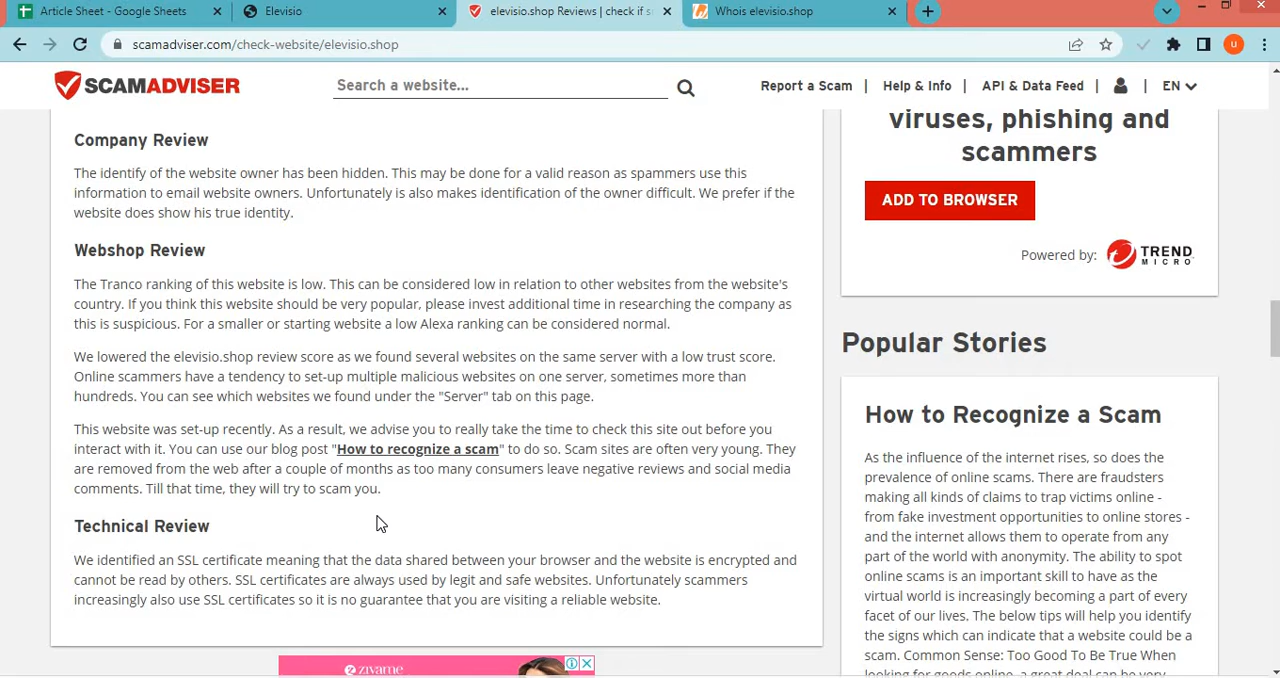 Article Sheet - Google Sheets
Elevisio
elevisio.shop Reviews | check if s
Whois elevisio.shop
scamadviser.com/check-website/elevisio.shop
u
SCAMADVISER
Search a website...
Report a Scam | Help & Info | API & Data Feed | | EN
Company Review
The identify of the website owner has been hidden. This may be done for a valid reason as spammers use this
information to email website owners. Unfortunately is also makes identification of the owner difficult. We prefer if the
website does show his true identity.
Webshop Review
The Tranco ranking of this website is low. This can be considered low in relation to other websites from the website's
country. If you think this website should be very popular, please invest additional time in researching the company as
this is suspicious. For a smaller or starting website a low Alexa ranking can be considered normal.
We lowered the elevisio.shop review score as we found several websites on the same server with a low trust score.
Online scammers have a tendency to set-up multiple malicious websites on one server, sometimes more than
hundreds. You can see which websites we found under the "Server" tab on this page.
This website was set-up recently. As a result, we advise you to really take the time to check this site out before you
interact with it. You can use our blog post "How to recognize a scam" to do so. Scam sites are often very young. They
are removed from the web after a couple of months as too many consumers leave negative reviews and social media
comments. Till that time, they will try to scam you.
Technical Review
We identified an SSL certificate meaning that the data shared between your browser and the website is encrypted and
cannot be read by others. SSL certificates are always used by legit and safe websites. Unfortunately scammers
increasingly also use SSL certificates so it is no guarantee that you are visiting a reliable website.
zivame
viruses, phishing and
scammers
ADD TO BROWSER
Powered by: TREND
MICRO
Popular Stories
How to Recognize a Scam
As the influence of the internet rises, so does the
prevalence of online scams. There are fraudsters
making all kinds of claims to trap victims online -
from fake investment opportunities to online stores -
and the internet allows them to operate from any
part of the world with anonymity. The ability to spot
online scams is an important skill to have as the
virtual world is increasingly becoming a part of every
facet of our lives. The below tips will help you identify
the signs which can indicate that a website could be a
scam. Common Sense: Too Good To Be True When
looking for goods online, a great deal can be very